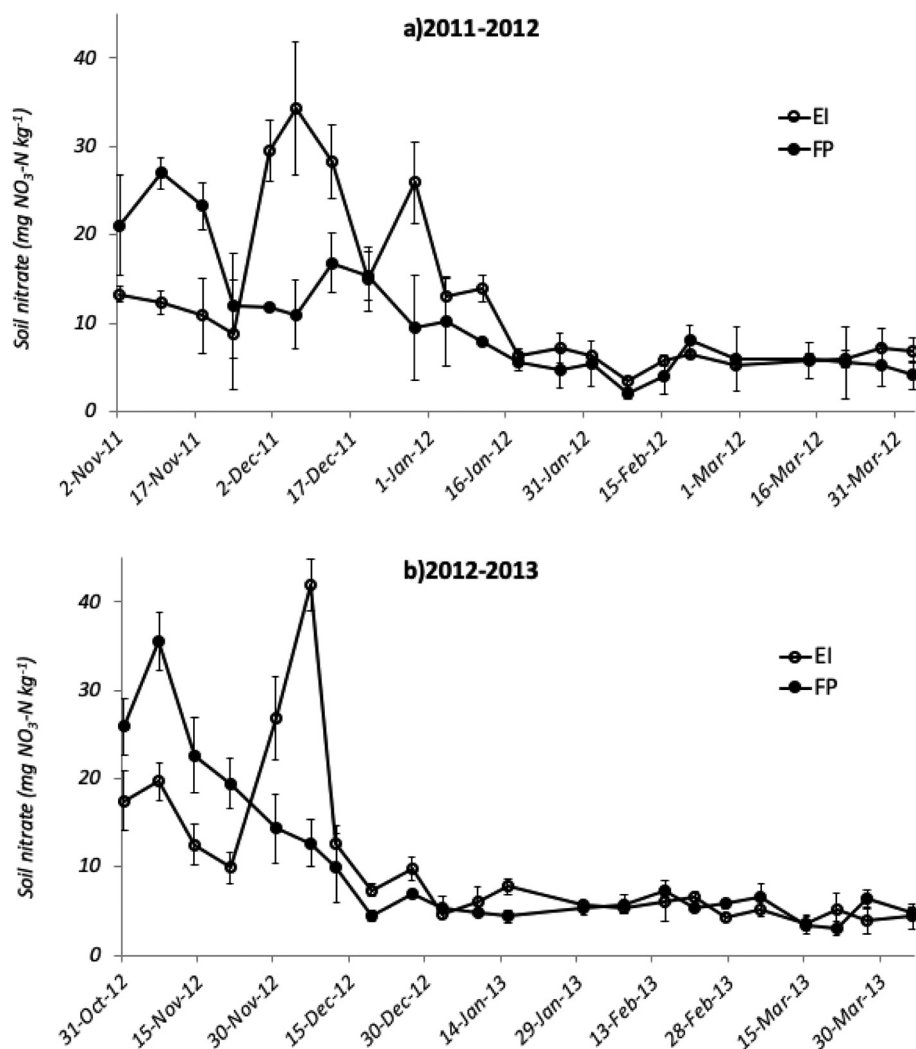 a)2011-2012
40
30
20
10
0
Soil nitrate (mg NO₃-N kg⁻¹)
EI
FP
2-Nov-11
17-Nov-11
2-Dec-11
17-Dec-11
1-Jan-12
16-Jan-12
31-Jan-12
15-Feb-12
1-Mar-12
16-Mar-12
31-Mar-12
b)2012-2013
40
30
20
10
0
Soil nitrate (mg NO₃-N kg⁻¹)
EI
FP
31-Oct-12
15-Nov-12
30-Nov-12
15-Dec-12
30-Dec-12
14-Jan-13
29-Jan-13
13-Feb-13
28-Feb-13
15-Mar-13
30-Mar-13